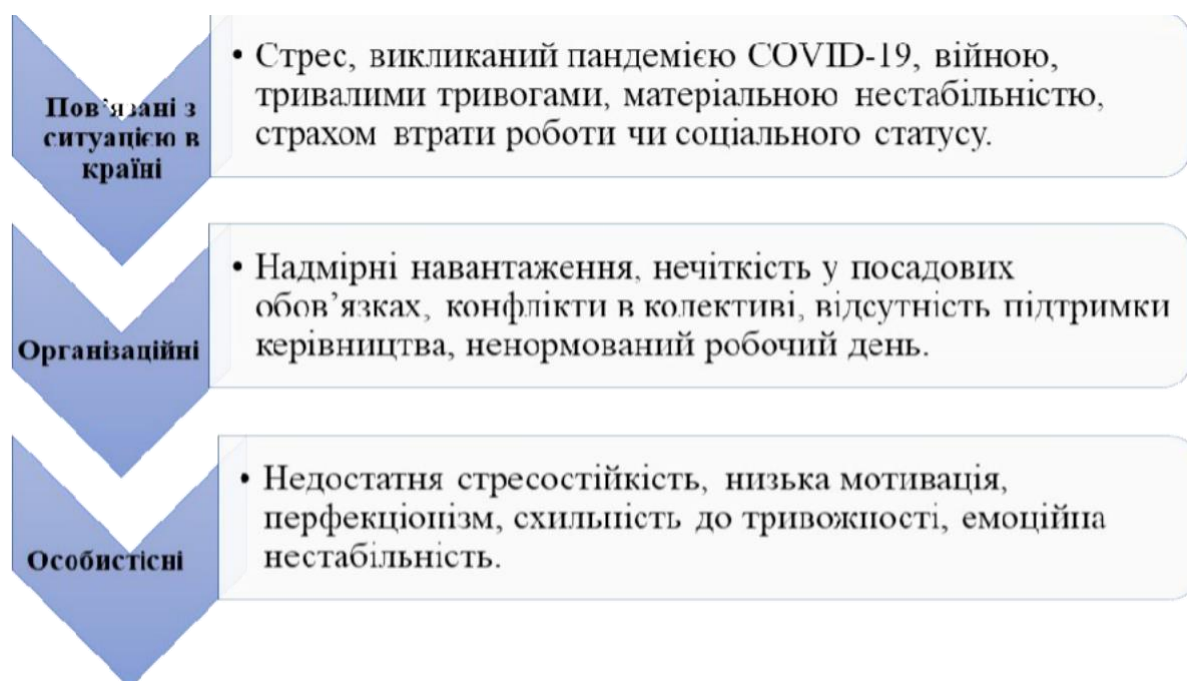 Пов'язані з
ситуацією в
країні
• Стрес, викликаний пандемією COVID-19, війною,
тривалими тривогами, матеріальною нестабільністю,
страхом втрати роботи чи соціального статусу.
Організаційні
• Надмірні навантаження, нечіткість у посадових
обов’язках, конфлікти в колективі, відсутність підтримки
керівництва, ненормований робочий день.
Особистісні
• Недостатня стресостійкість, низька мотивація,
перфекціонізм, схильність до тривожності, емоційна
нестабільність.